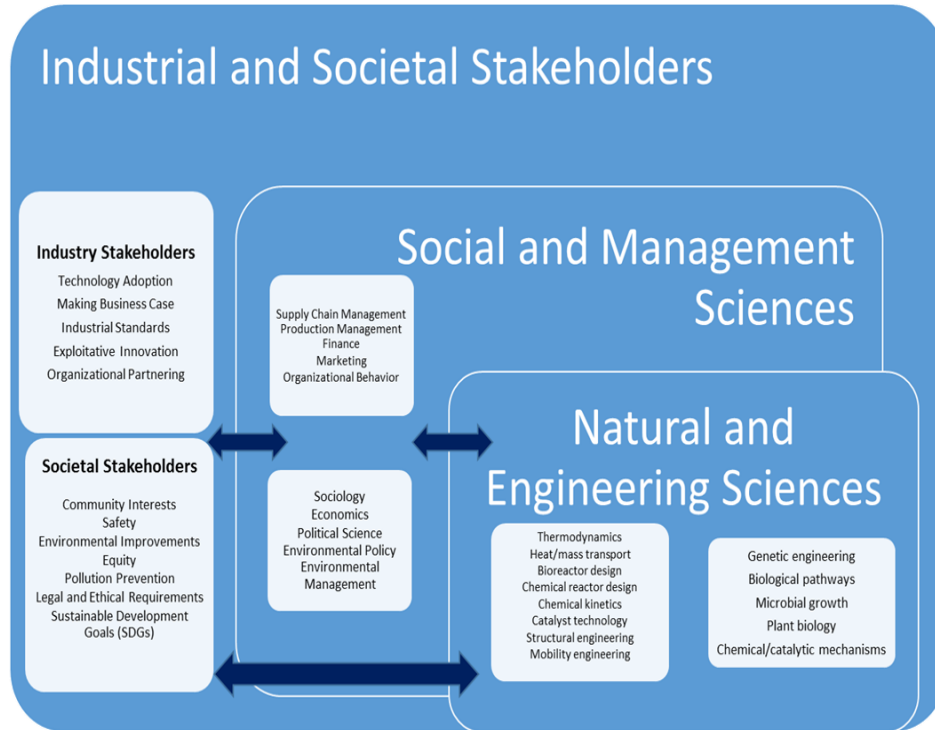 Industrial and Societal Stakeholders
Industry Stakeholders
Technology Adoption
Making Business Case
Industrial Standards
Exploitative Innovation
Organizational Partnering
Societal Stakeholders
Community Interests
Safety
Environmental Improvements
Equity
Pollution Prevention
Legal and Ethical Requirements
Sustainable Development
Goals (SDGs)
Social and Management
Sciences
Supply Chain Management
Production Management
Finance
Marketing
Organizational Behavior
Sociology
Economics
Political Science
Environmental Policy
Environmental
Management
Natural and
Engineering Sciences
Thermodynamics
Heat/mass transport
Bioreactor design
Chemical reactor design
Chemical kinetics
Catalyst technology
Structural engineering
Mobility engineering
Genetic engineering
Biological pathways
Microbial growth
Plant biology
Chemical/catalytic mechanisms